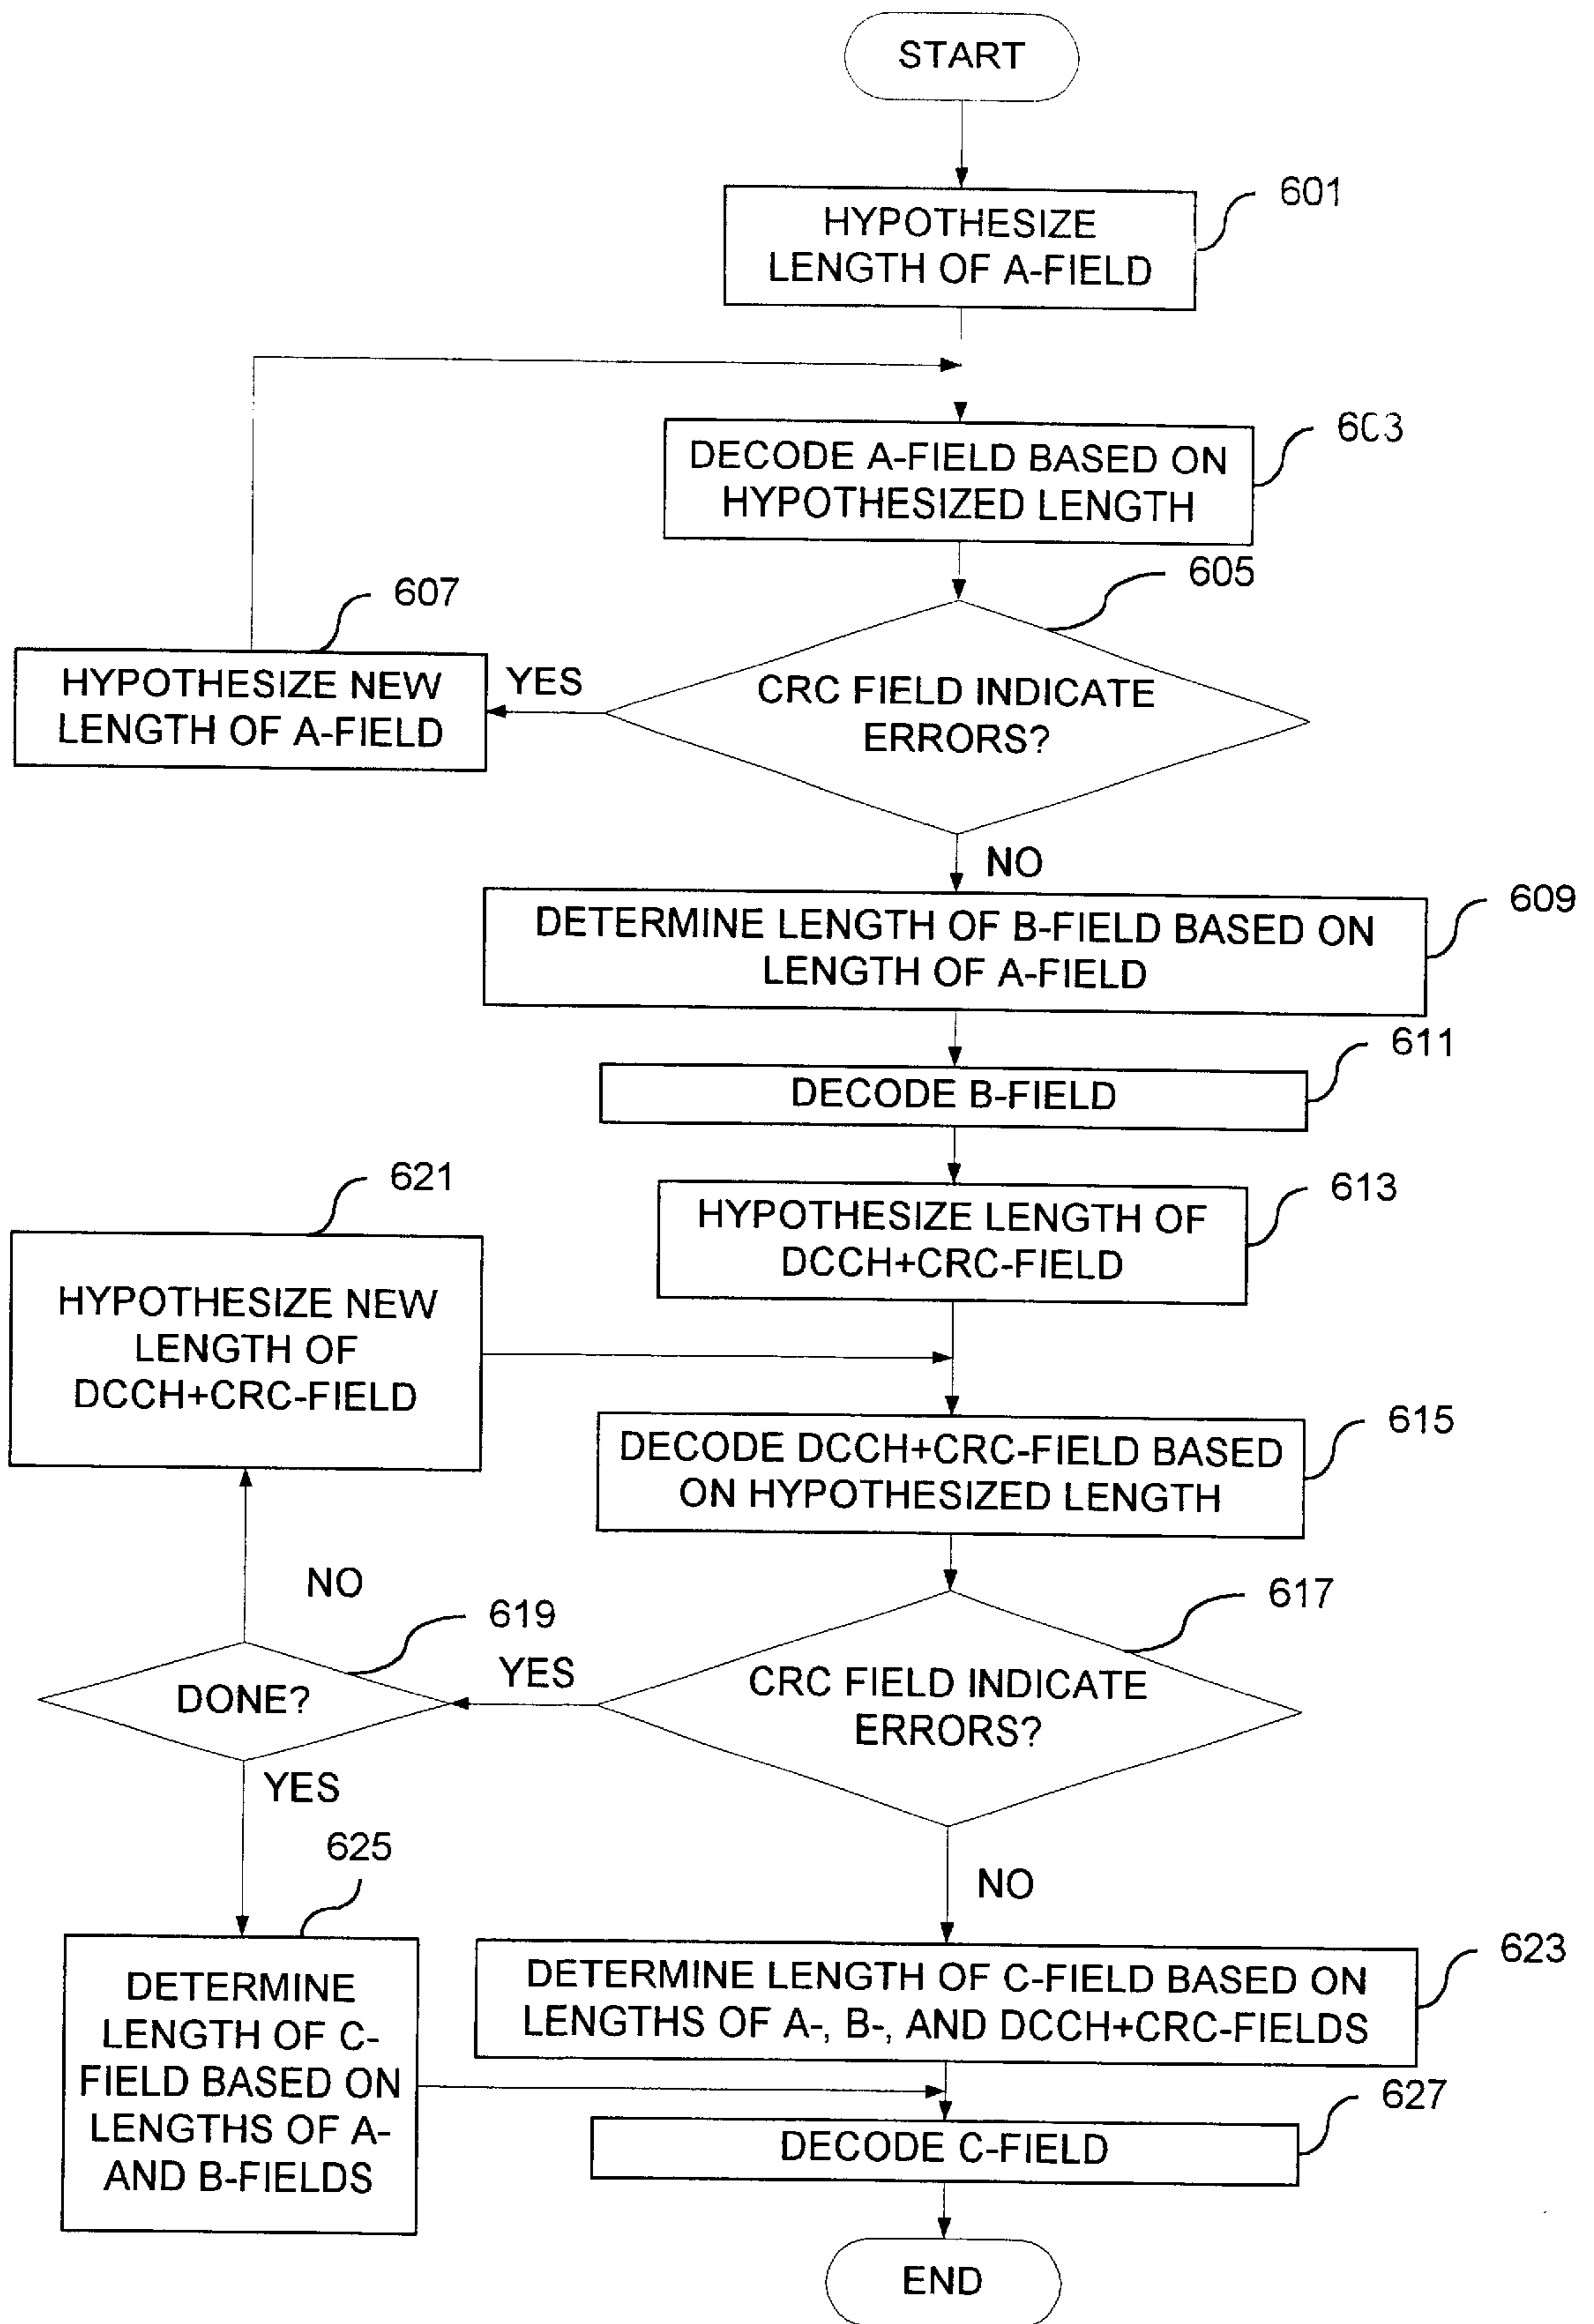 START
HYPOTHESIZE
LENGTH OF A-FIELD
601
DECODE A-FIELD BASED ON
HYPOTHESIZED LENGTH
603
CRC FIELD INDICATE
ERRORS?
605
YES
HYPOTHESIZE NEW
LENGTH OF A-FIELD
607
NO
DETERMINE LENGTH OF B-FIELD BASED ON
LENGTH OF A-FIELD
609
DECODE B-FIELD
611
HYPOTHESIZE LENGTH OF
DCCH+CRC-FIELD
613
HYPOTHESIZE NEW
LENGTH OF
DCCH+CRC-FIELD
621
DECODE DCCH+CRC-FIELD BASED
ON HYPOTHESIZED LENGTH
615
CRC FIELD INDICATE
ERRORS?
617
YES
DONE?
619
NO
YES
NO
DETERMINE
LENGTH OF C-
FIELD BASED ON
LENGTHS OF A-
AND B-FIELDS
625
DETERMINE LENGTH OF C-FIELD BASED ON
LENGTHS OF A-, B-, AND DCCH+CRC-FIELDS
623
DECODE C-FIELD
627
END